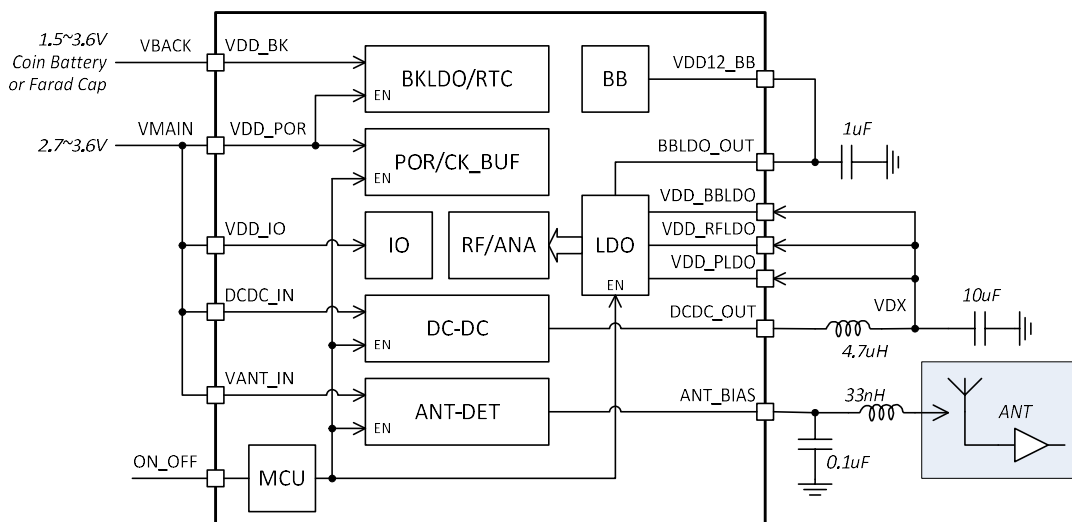 1.5~3.6V
Coin Battery
or Farad Cap
VBACK
VDD_BK
BKLDO/RTC
EN
BB
VDD12_BB
2.7~3.6V
VMAIN
VDD_POR
POR/CK_BUF
EN
BBLDO_OUT
1uF
VDD_IO
IO
RF/ANA
LDO
EN
VDD_BBLDO
VDD_RFLDO
VDD_PLDO
DCDC_IN
DC-DC
EN
DCDC_OUT
VDX
10uF
4.7uH
VANT_IN
ANT-DET
EN
ANT_BIAS
33nH
ANT
0.1uF
ON_OFF
MCU